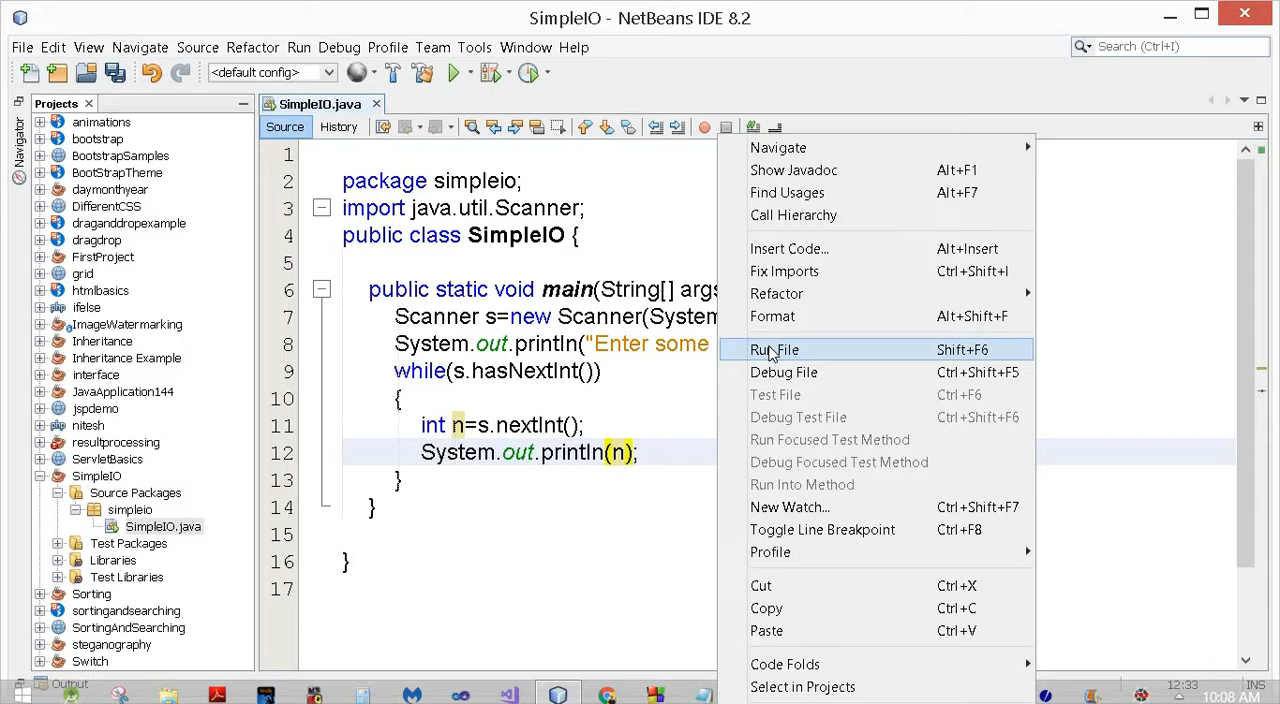 SimpleIO - NetBeans IDE 8.2
File Edit View Navigate Source Refactor Run Debug Profile Team Tools Window Help
Search (Ctrl+I)
<default config>
Projects
SimpleIO.java
Navigator
Source History
animations
bootstrap
BootstrapSamples
BootStrapTheme
daymonthyear
DifferentCSS
draganddropexample
dragdrop
FirstProject
grid
htmlbasics
ifelse
ImageWatermarking
Inheritance
Inheritance Example
interface
JavaApplication144
jspdemo
nitesh
resultprocessing
ServletBasics
SimpleIO
Source Packages
simpleio
SimpleIO.java
Test Packages
Libraries
Test Libraries
Sorting
sortingandsearching
SortingAndSearching
steganography
Switch
1
2 package simpleio;
3 import java.util.Scanner;
4 public class SimpleIO {
5
6 public static void main(String[] args
7 Scanner s=new Scanner(System
8 System.out.println("Enter some
9 while(s.hasNextInt())
10 {
11 int n=s.nextInt();
12 System.out.println(n);
13 }
14 }
15
16 }
17
Navigate
Show Javadoc Alt+F1
Find Usages Alt+F7
Call Hierarchy
Insert Code... Alt+Insert
Fix Imports Ctrl+Shift+I
Refactor
Format Alt+Shift+F
Run File Shift+F6
Debug File Ctrl+Shift+F5
Test File Ctrl+F6
Debug Test File Ctrl+Shift+F6
Run Focused Test Method
Debug Focused Test Method
Run Into Method
New Watch... Ctrl+Shift+F7
Toggle Line Breakpoint Ctrl+F8
Profile
Cut Ctrl+X
Copy Ctrl+C
Paste Ctrl+V
Code Folds
Select in Projects
Output
12:33 INS
10:08 AM